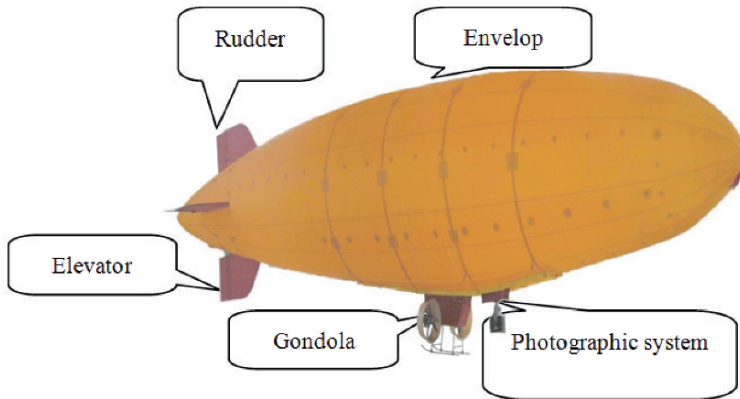 Rudder
Envelop
Elevator
Gondola
Photographic system